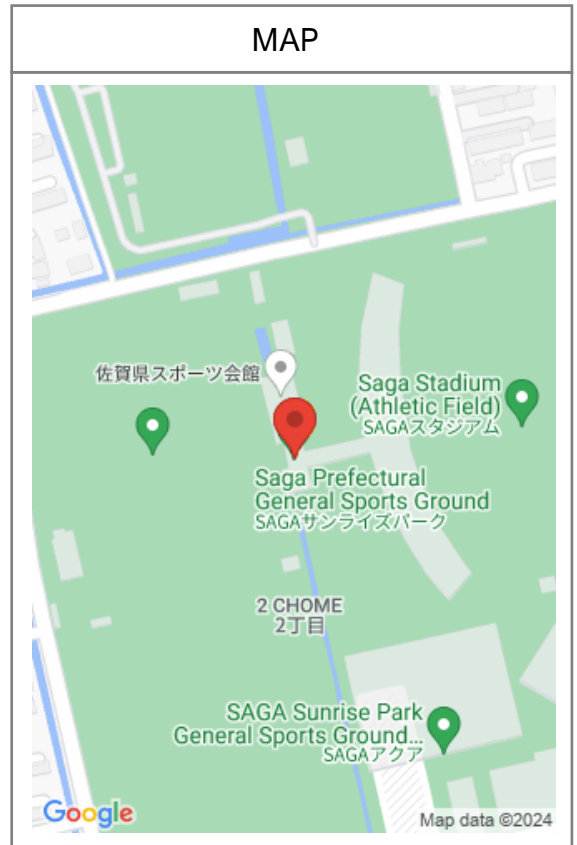 MAP
佐賀県スポーツ会館
Saga Stadium
(Athletic Field)
SAGAスタジアム
Saga Prefectural
General Sports Ground
SAGAサンライズパーク
2 CHOME
2丁目
SAGA Sunrise Park
General Sports Ground...
SAGAアクア
Google
Map data ©2024